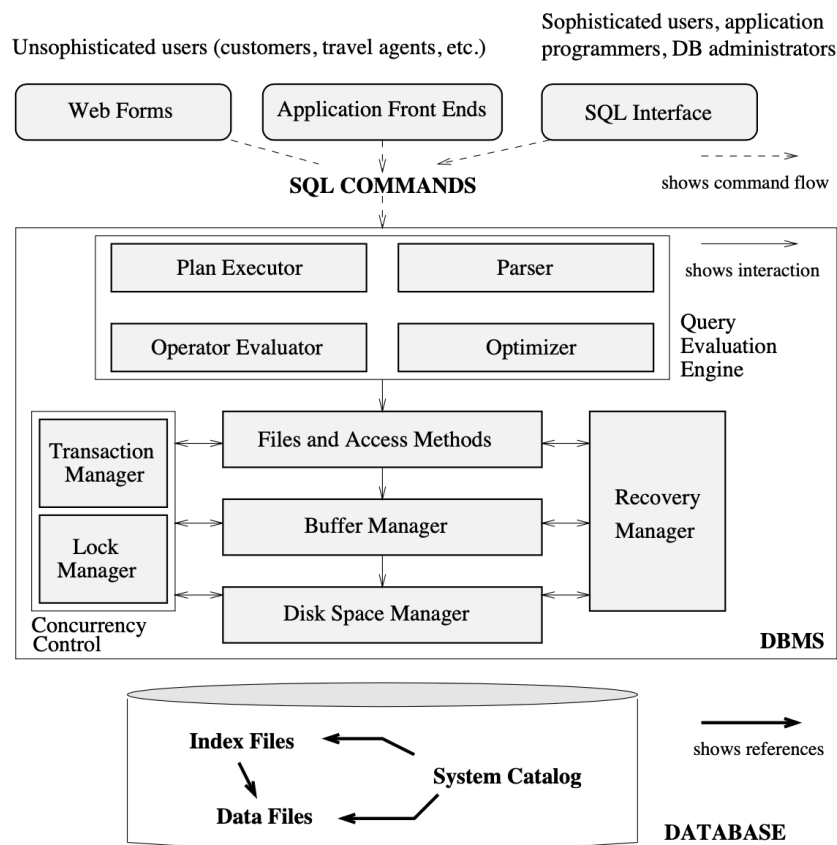 Unsophisticated users (customers, travel agents, etc.)
Sophisticated users, application
programmers, DB administrators
Web Forms
Application Front Ends
SQL Interface
SQL COMMANDS
shows command flow
Plan Executor
Parser
shows interaction
Operator Evaluator
Optimizer
Query
Evaluation
Engine
Transaction
Manager
Files and Access Methods
Recovery
Manager
Buffer Manager
Lock
Manager
Disk Space Manager
Concurrency
Control
DBMS
Index Files
shows references
System Catalog
Data Files
DATABASE